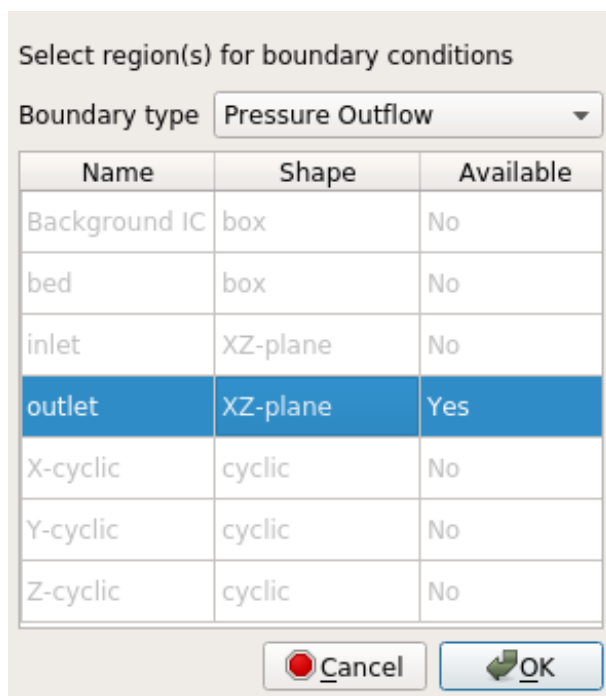 Select region(s) for boundary conditions
Boundary type Pressure Outflow
Name Shape Available
Background IC box No
bed box No
inlet XZ-plane No
outlet XZ-plane Yes
X-cyclic cyclic No
Y-cyclic cyclic No
Z-cyclic cyclic No
Cancel OK